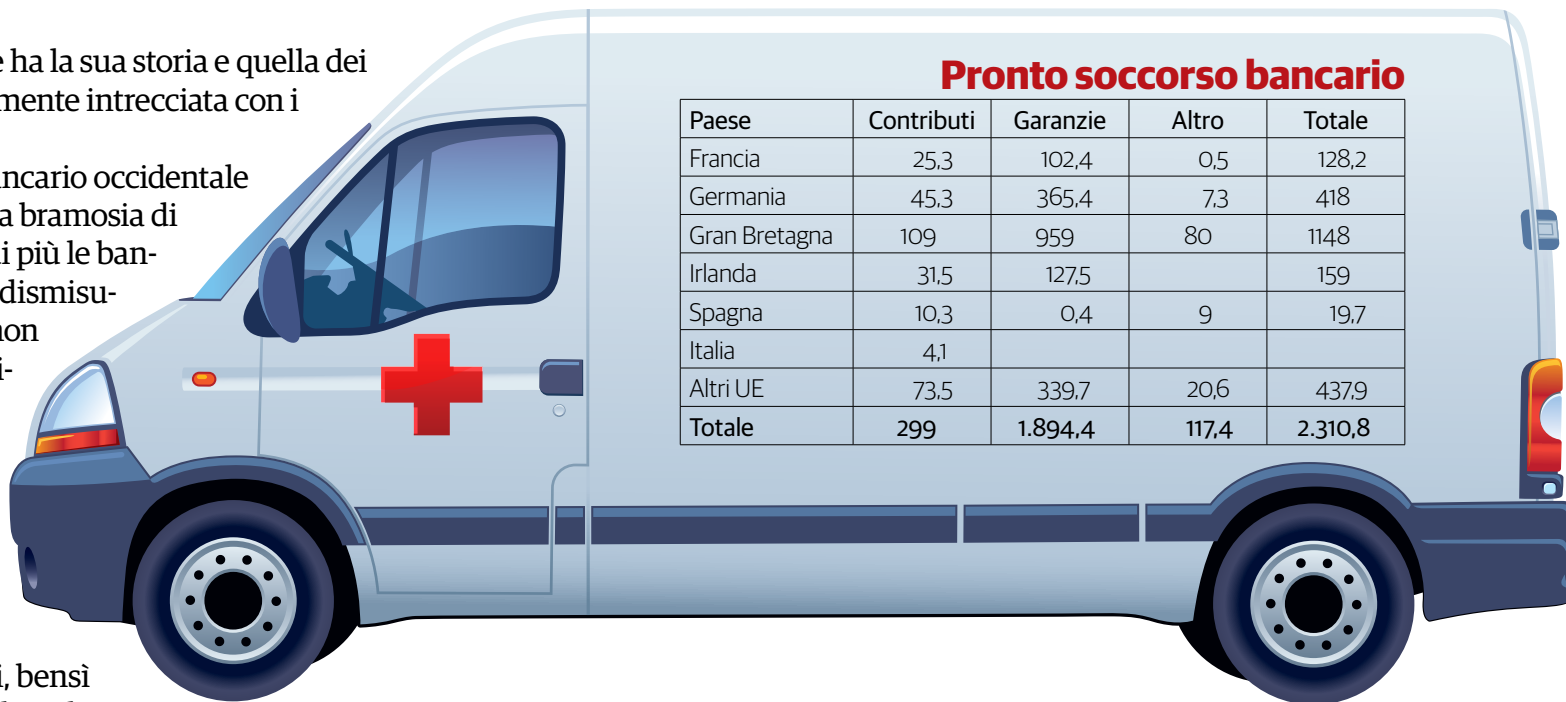 e ha la sua storia e quella dei
mente intrecciata con i
ncario occidentale
a bramosia di
i più le ban-
dismisu-
non
i-
i, bensì
Pronto soccorso bancario
Paese Contributi Garanzie Altro Totale
Francia 25,3 102,4 0,5 128,2
Germania 45,3 365,4 7,3 418
Gran Bretagna 109 959 80 1148
Irlanda 31,5 127,5 159
Spagna 10,3 0,4 9 19,7
Italia 4,1
Altri UE 73,5 339,7 20,6 437,9
Totale 299 1.894,4 117,4 2.310,8